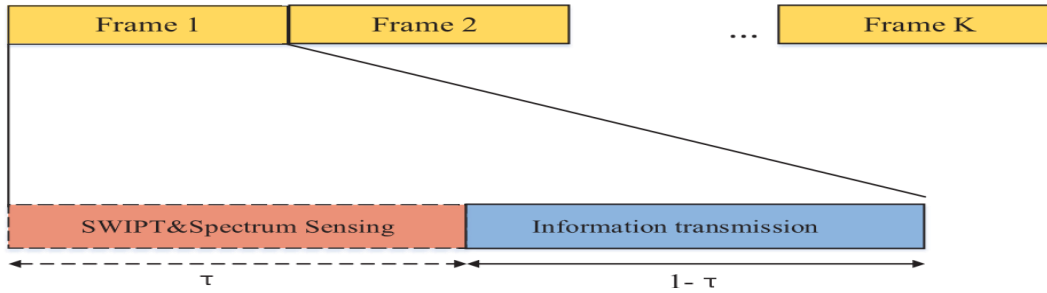 Frame 1 Frame 2 ... Frame K
SWIPT&Spectrum Sensing Information transmission
τ 1- τ